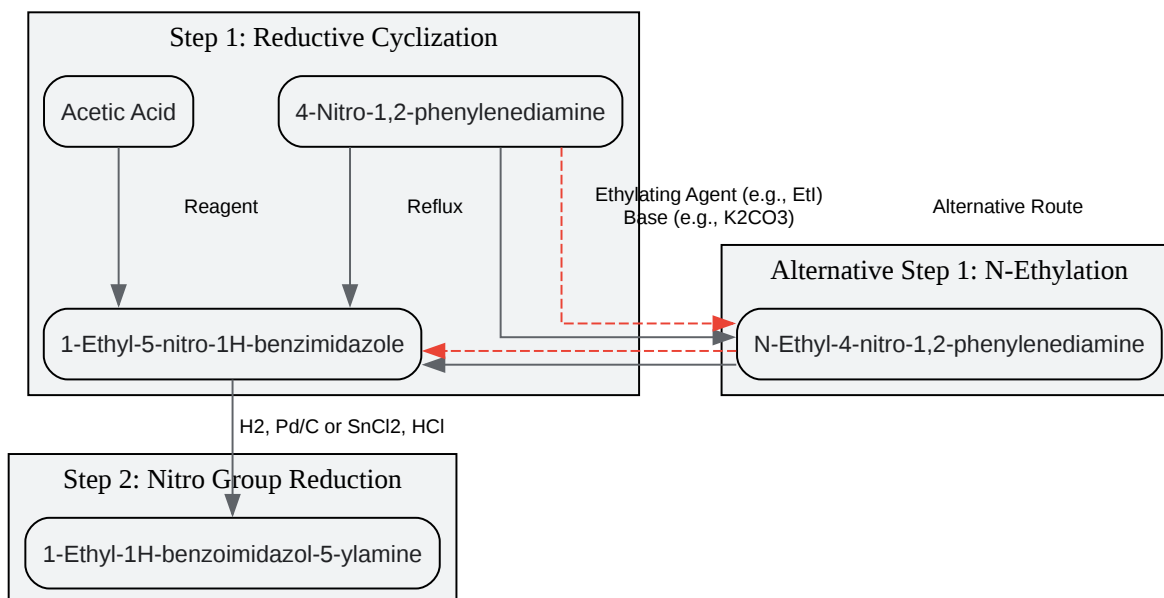 Step 1: Reductive Cyclization
Acetic Acid
4-Nitro-1,2-phenylenediamine
Reagent
Reflux
Ethylating Agent (e.g., EtI)
Base (e.g., K2CO3)
Alternative Route
Alternative Step 1: N-Ethylation
1-Ethyl-5-nitro-1H-benzimidazole
N-Ethyl-4-nitro-1,2-phenylenediamine
H2, Pd/C or SnCl2, HCl
Step 2: Nitro Group Reduction
1-Ethyl-1H-benzoimidazol-5-ylamine